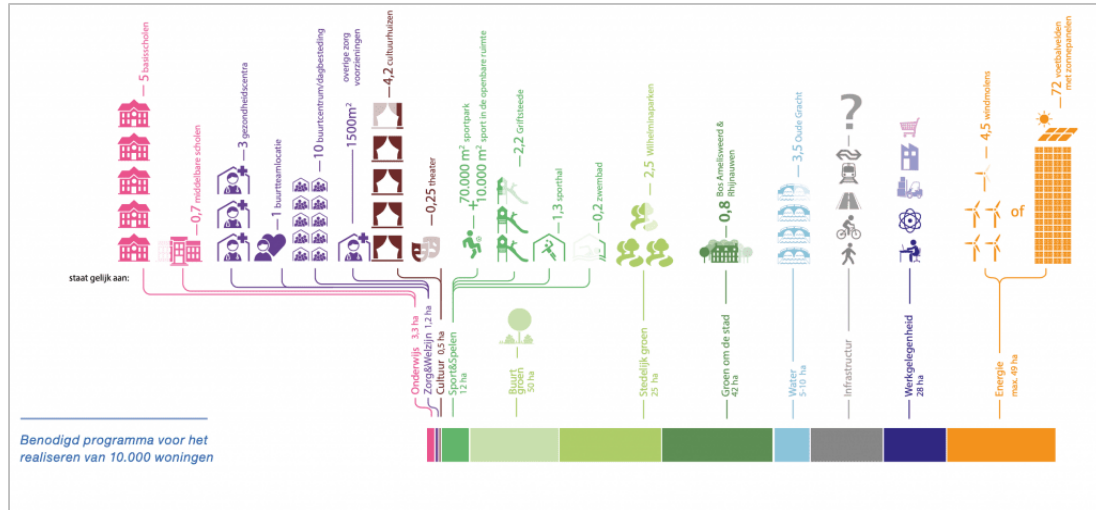 5 basisscholen
0,7 middelbare scholen
3 gezondheidscentra
1 buurtteamlocatie
10 buurtcentrum/dagbesteding
overige zorg
voorzieningen
1500m²
4,2 cultuurhuizen
0,25 theater
70.000 m² sportpark
+
10.000 m² sport in de openbare ruimte
2,2 Griftsteede
1,3 sporthal
0,2 zwembad
2,5 Wilhelminaparken
0,8 Bos Amelisweerd &
Rhijnauwen
3,5 Oude Gracht
?
4,5 windmolens
of
72 voetbalvelden
met zonnepanelen
staat gelijk aan:
Onderwijs 3,3 ha
Zorg&Welzijn 1,2 ha
Cultuur 0,5 ha
Sport&Spelen
12 ha
Buurt
groen
50 ha
Stedelijk groen
25 ha
Groen om de stad
42 ha
Water
5-10 ha
Infrastructur
Werkgelegenheid
28 ha
Energie
max. 49 ha
Benodigd programma voor het
realiseren van 10.000 woningen